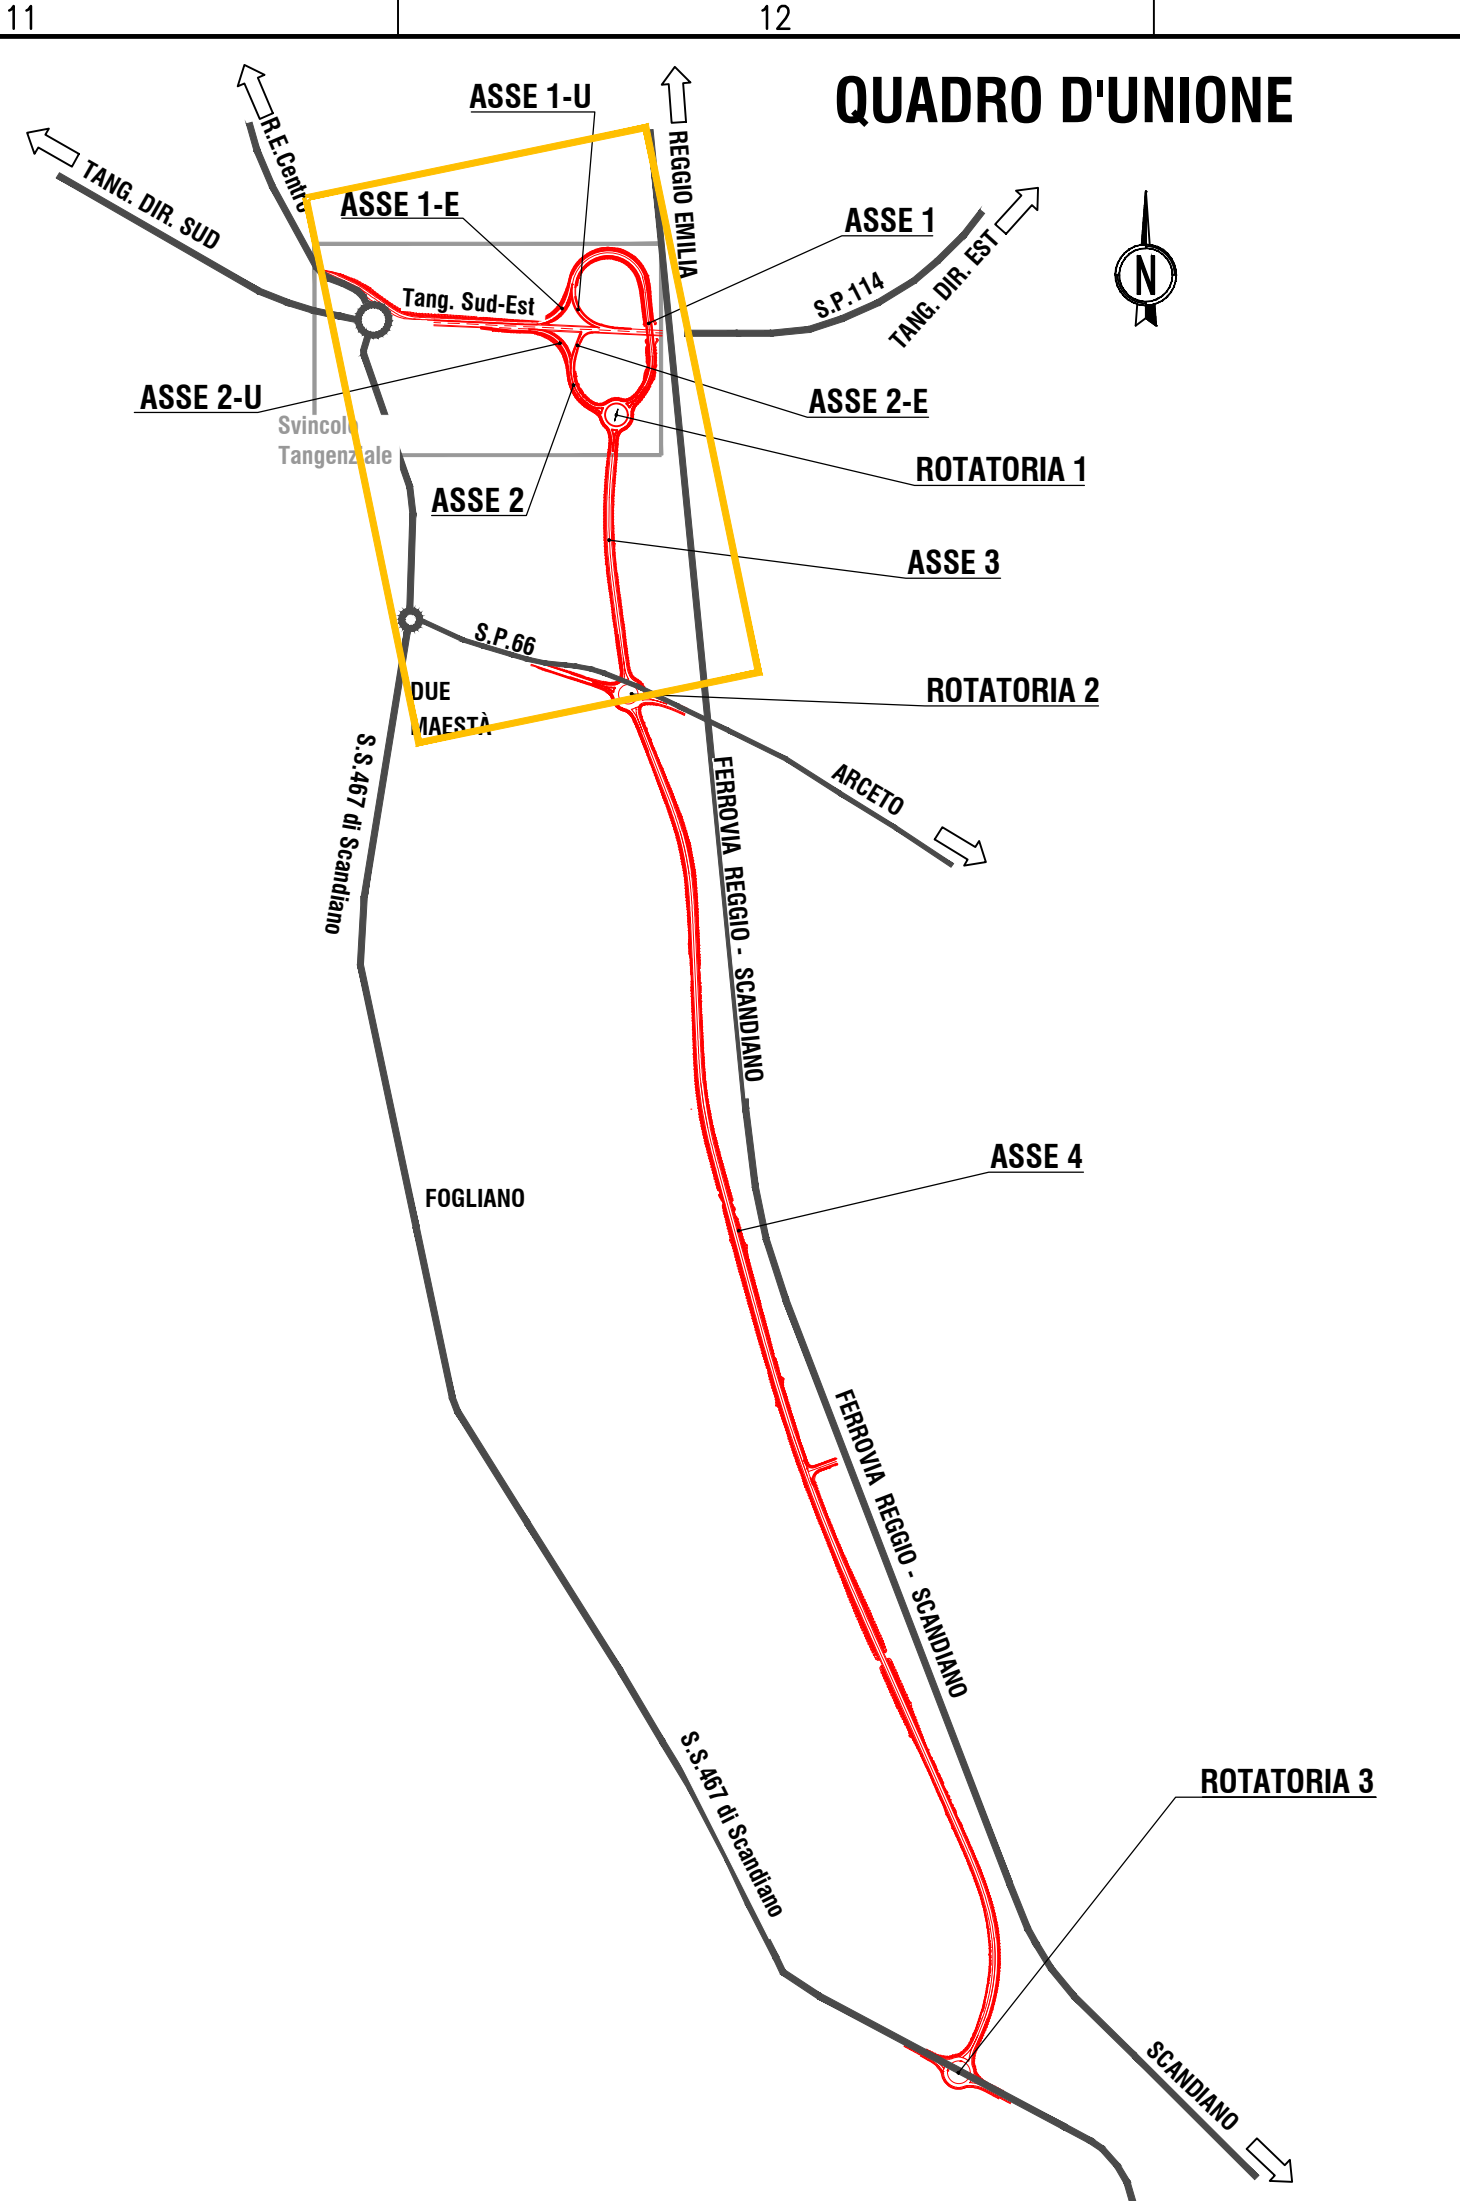 11
12
QUADRO D'UNIONE
ASSE 1-U
R.E.Centro
REGGIO EMILIA
TANG. DIR. SUD
ASSE 1-E
ASSE 1
TANG. DIR. EST
S.P.114
N
Tang. Sud-Est
ASSE 2-U
ASSE 2-E
Svincolo
Tangenziale
ROTATORIA 1
ASSE 2
ASSE 3
S.P.66
DUE
MAESTÀ
ROTATORIA 2
S.S.467 di Scandiano
FERROVIA REGGIO - SCANDIANO
ARCETO
ASSE 4
FOGLIANO
FERROVIA REGGIO - SCANDIANO
S.S.467 di Scandiano
ROTATORIA 3
SCANDIANO